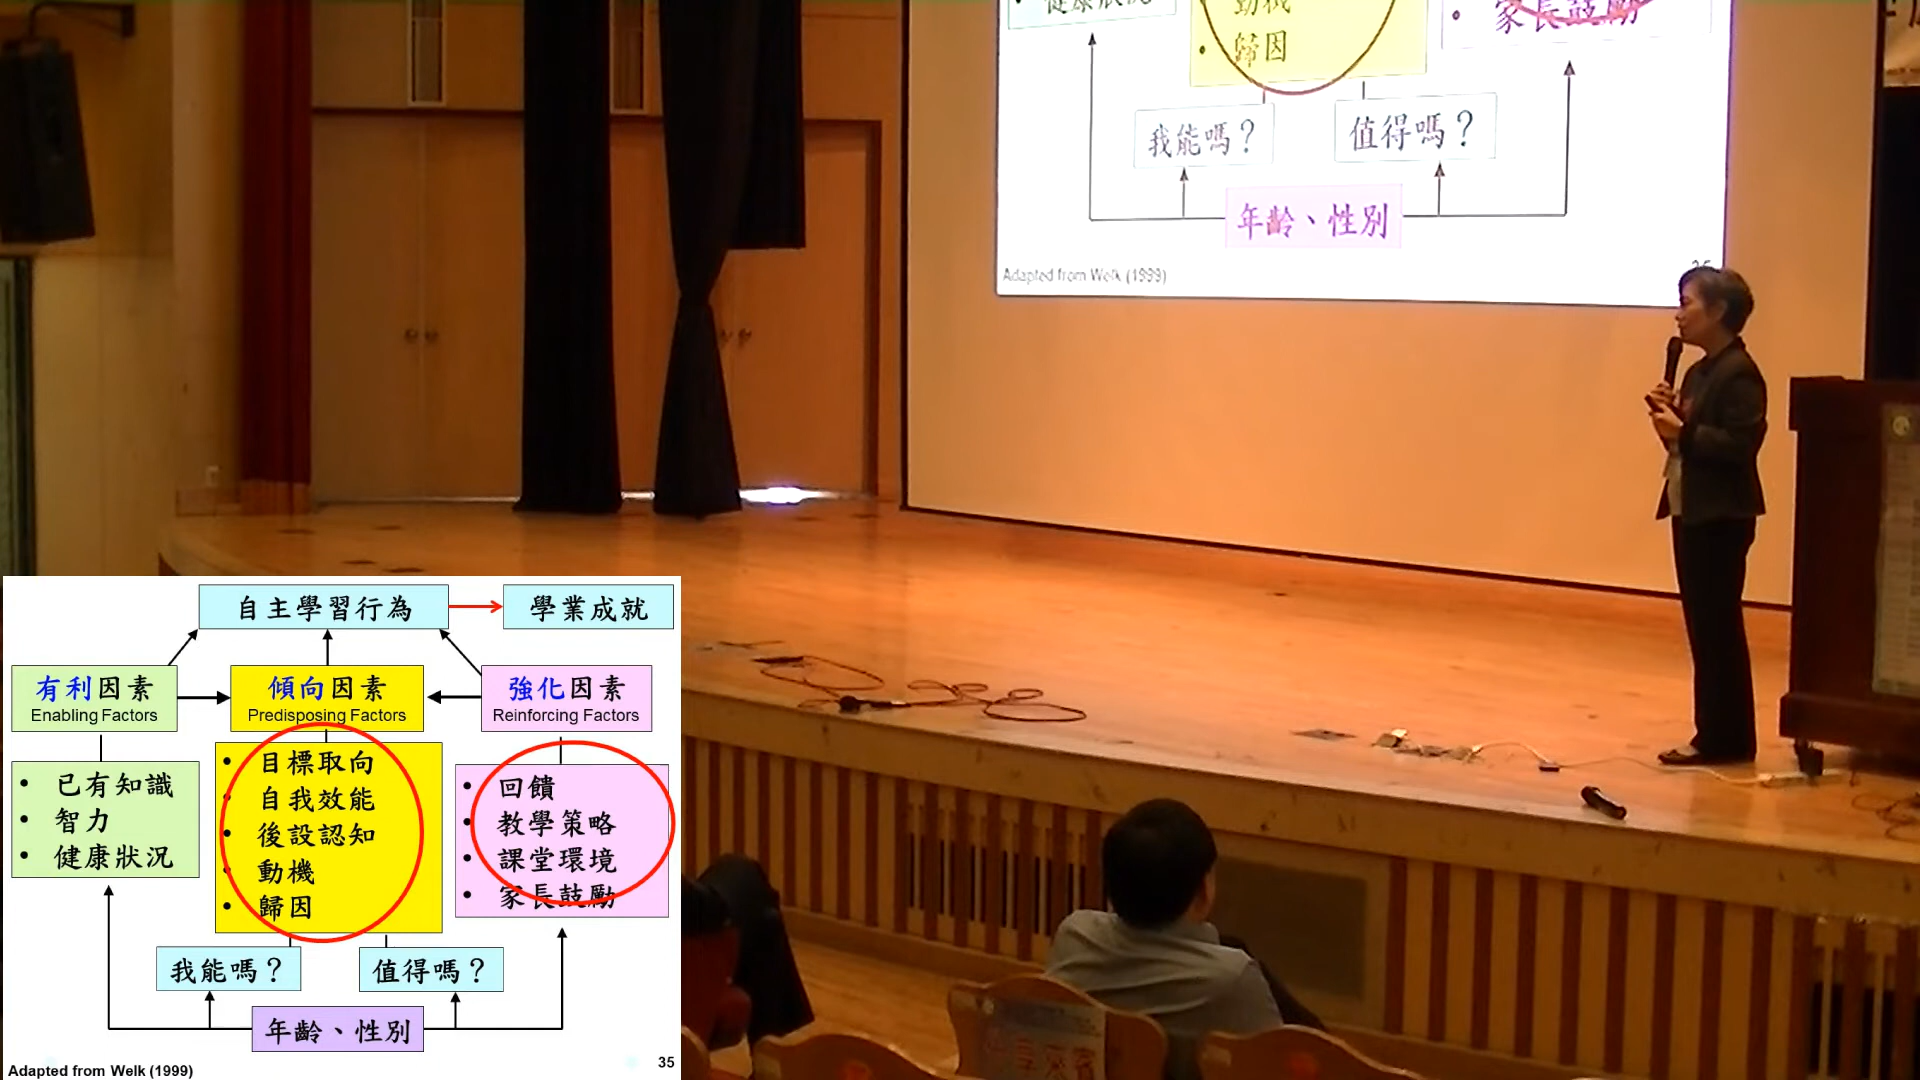 動機
• 歸因
• 家長鼓勵
我能嗎？
值得嗎？
年齡、性別
Adapted from Welk (1999)
自主學習行為
學業成就
有利因素
Enabling Factors
傾向因素
Predisposing Factors
強化因素
Reinforcing Factors
• 已有知識
• 智力
• 健康狀況
• 目標取向
• 自我效能
• 後設認知
• 動機
• 歸因
• 回饋
• 教學策略
• 課堂環境
• 家長鼓勵
我能嗎？
值得嗎？
年齡、性別
Adapted from Welk (1999)
35